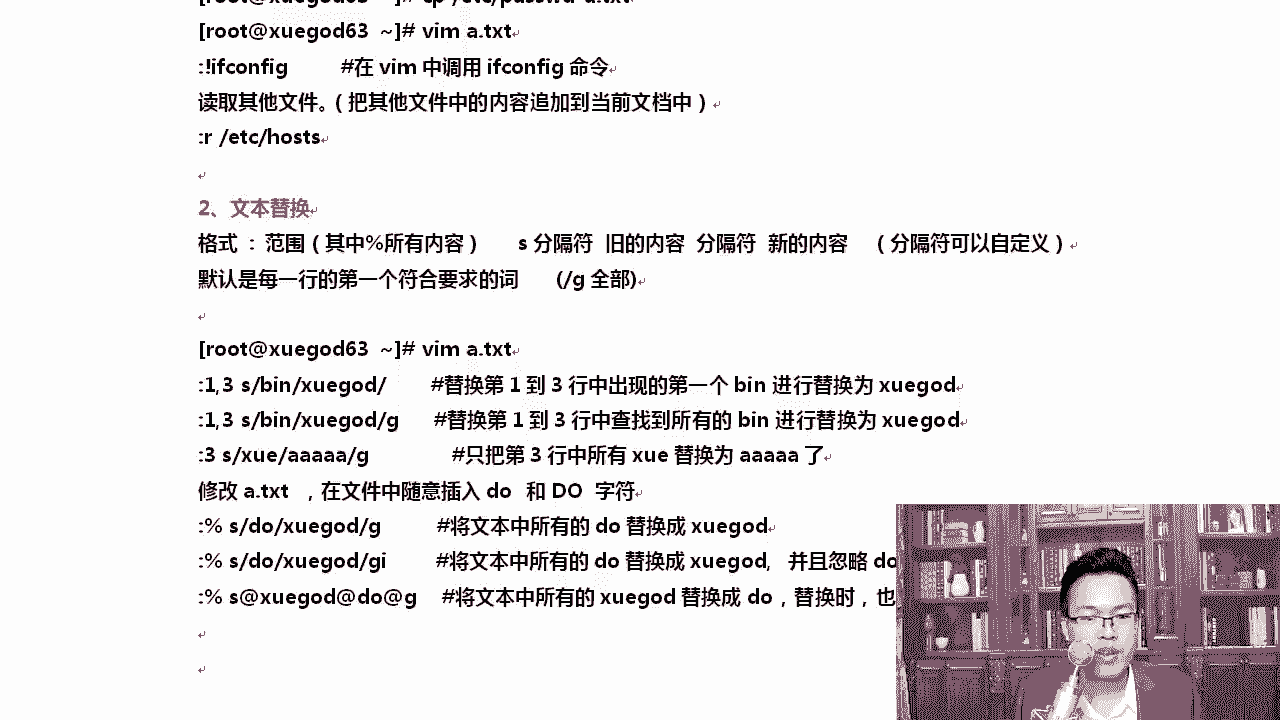 [root@xuegod63 ~]# cp /etc/passwd a.txt
[root@xuegod63 ~]# vim a.txt
:!ifconfig #在 vim 中调用 ifconfig 命令
读取其他文件。（把其他文件中的内容追加到当前文档中）
:r /etc/hosts
2、文本替换
格式 ：范围（其中%所有内容） s 分隔符 旧的内容 分隔符 新的内容 （分隔符可以自定义）
默认是每一行的第一个符合要求的词 (/g 全部)
[root@xuegod63 ~]# vim a.txt
:1,3 s/bin/xuegod/ #替换第 1 到 3 行中出现的第一个 bin 进行替换为 xuegod
:1,3 s/bin/xuegod/g #替换第 1 到 3 行中查找到所有的 bin 进行替换为 xuegod
:3 s/xue/aaaaa/g #只把第 3 行中所有 xue 替换为 aaaaa 了
修改 a.txt ，在文件中随意插入 do 和 DO 字符
:% s/do/xuegod/g #将文本中所有的 do 替换成 xuegod
:% s/do/xuegod/gi #将文本中所有的 do 替换成 xuegod, 并且忽略 do
:% s@xuegod@do@g #将文本中所有的 xuegod 替换成 do，替换时，也